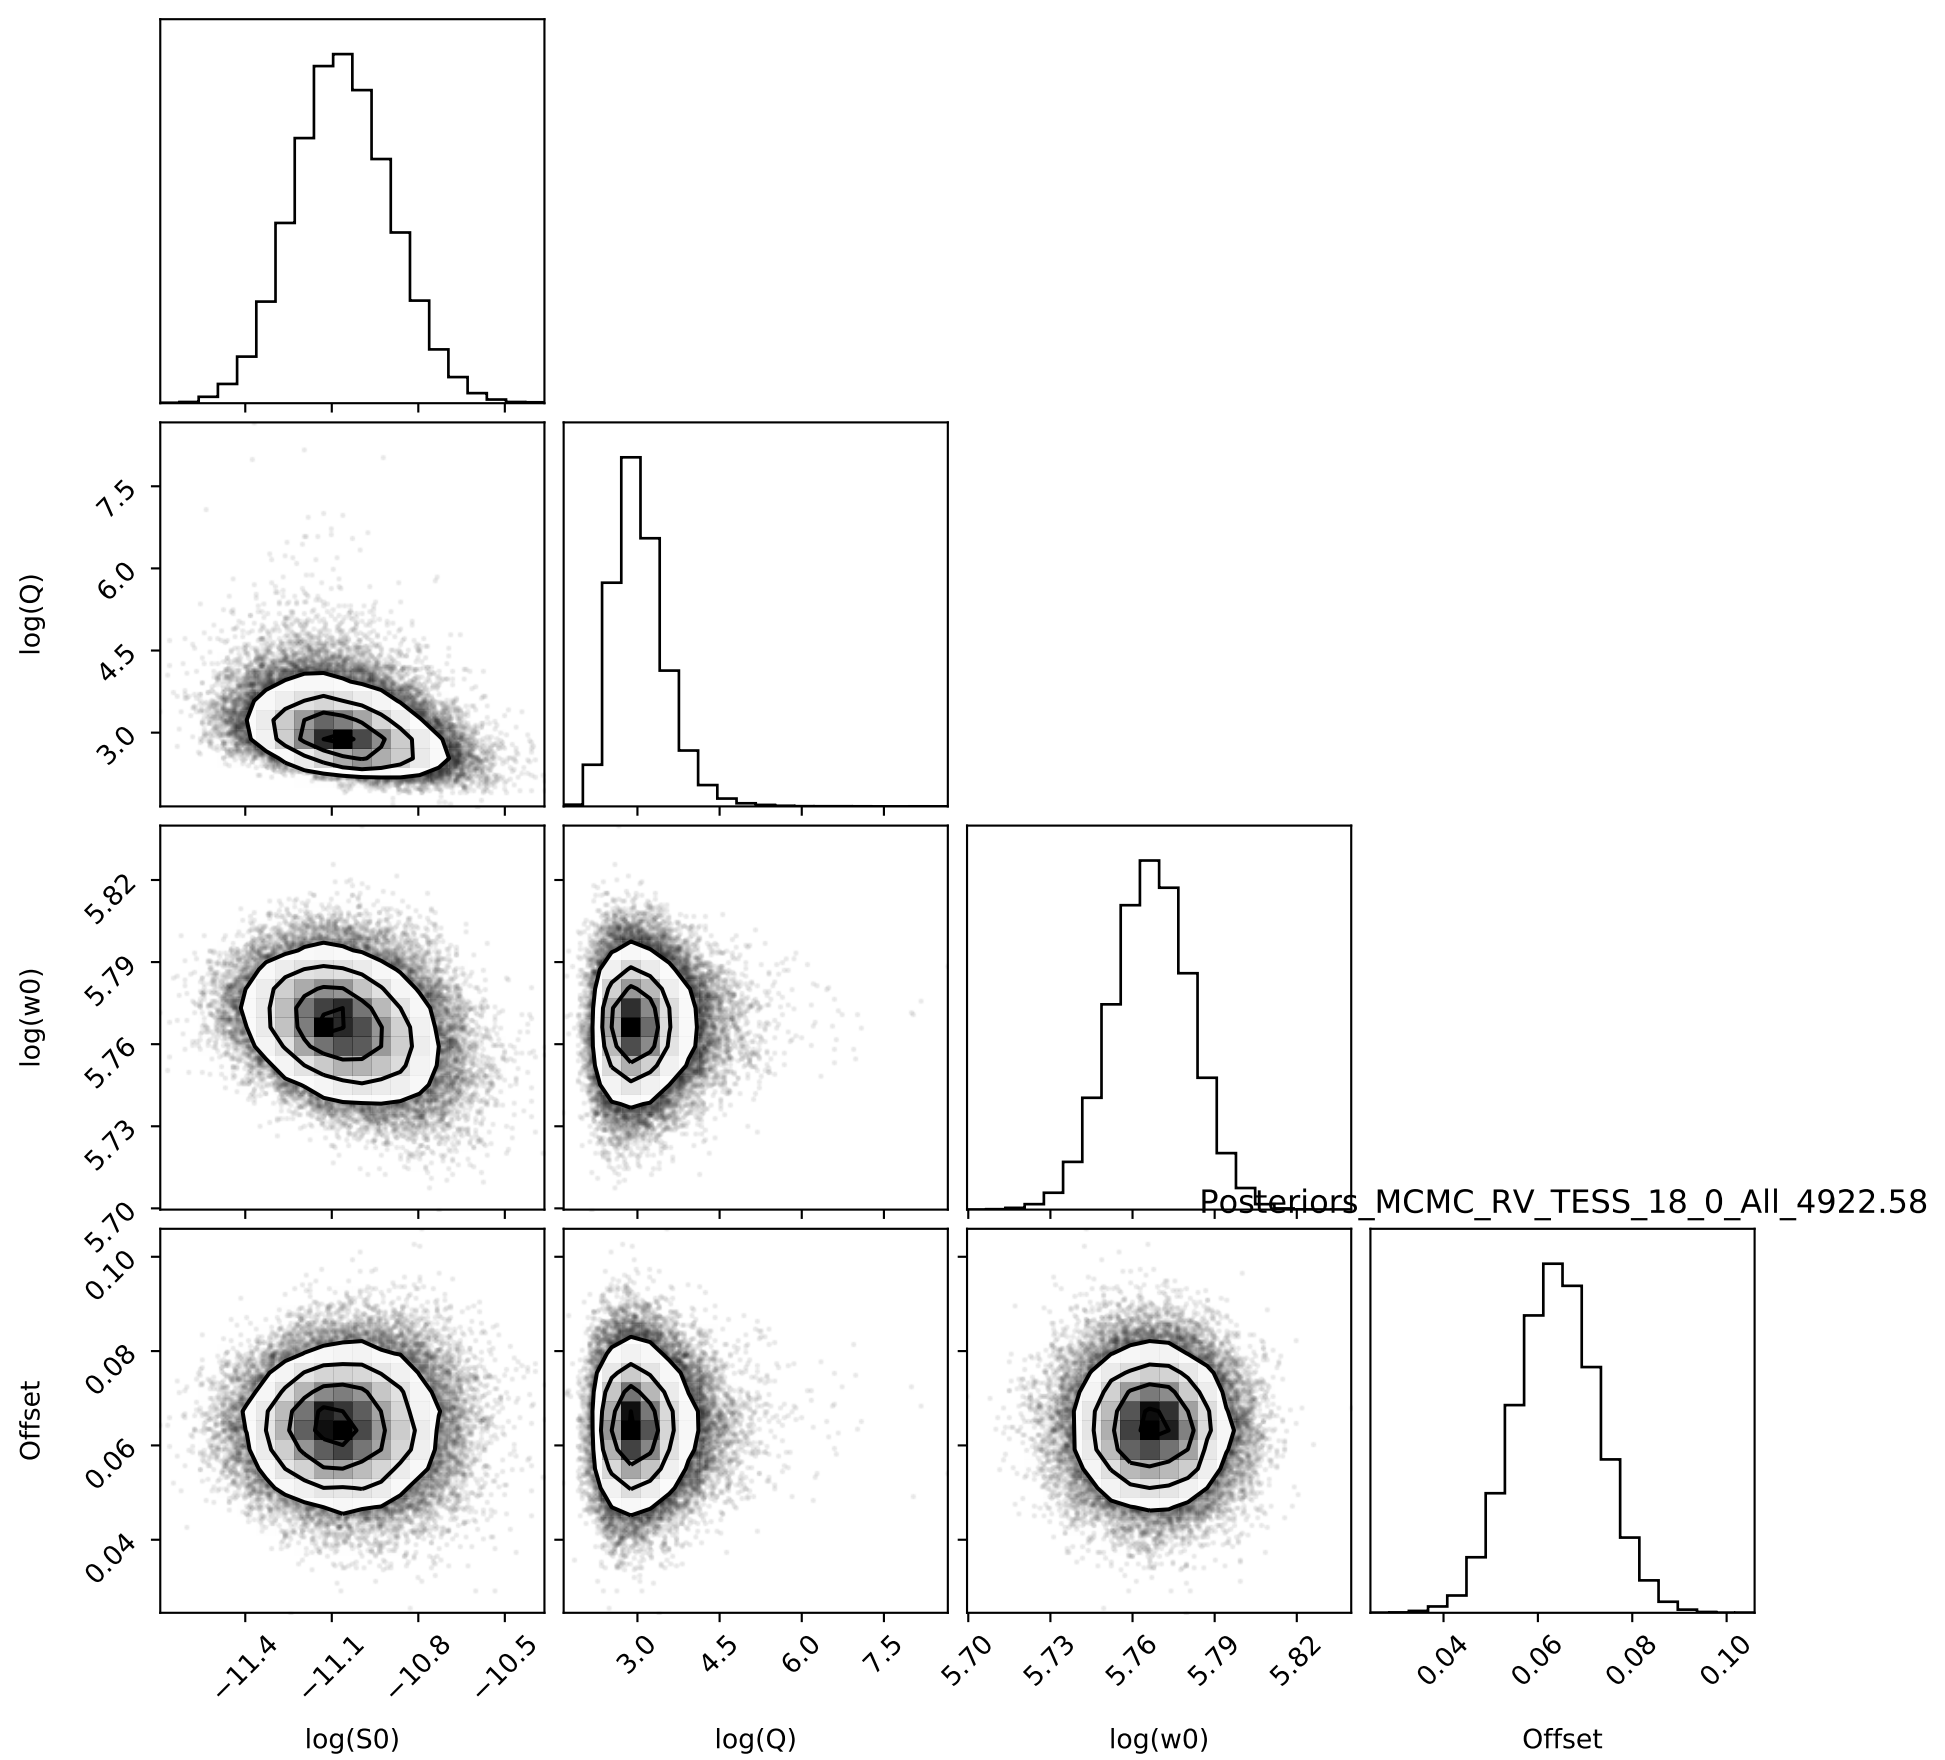 7.5
6.0
4.5
3.0
log(Q)
5.82
5.79
5.76
5.73
5.70
log(w0)
Posteriors_MCMC_RV_TESS_18_0_All_4922.58
0.10
0.08
0.06
0.04
Offset
−11.4 −11.1 −10.8 −10.5
3.0 4.5 6.0 7.5
5.70 5.73 5.76 5.79 5.82
0.04 0.06 0.08 0.10
log(S0)
log(Q)
log(w0)
Offset